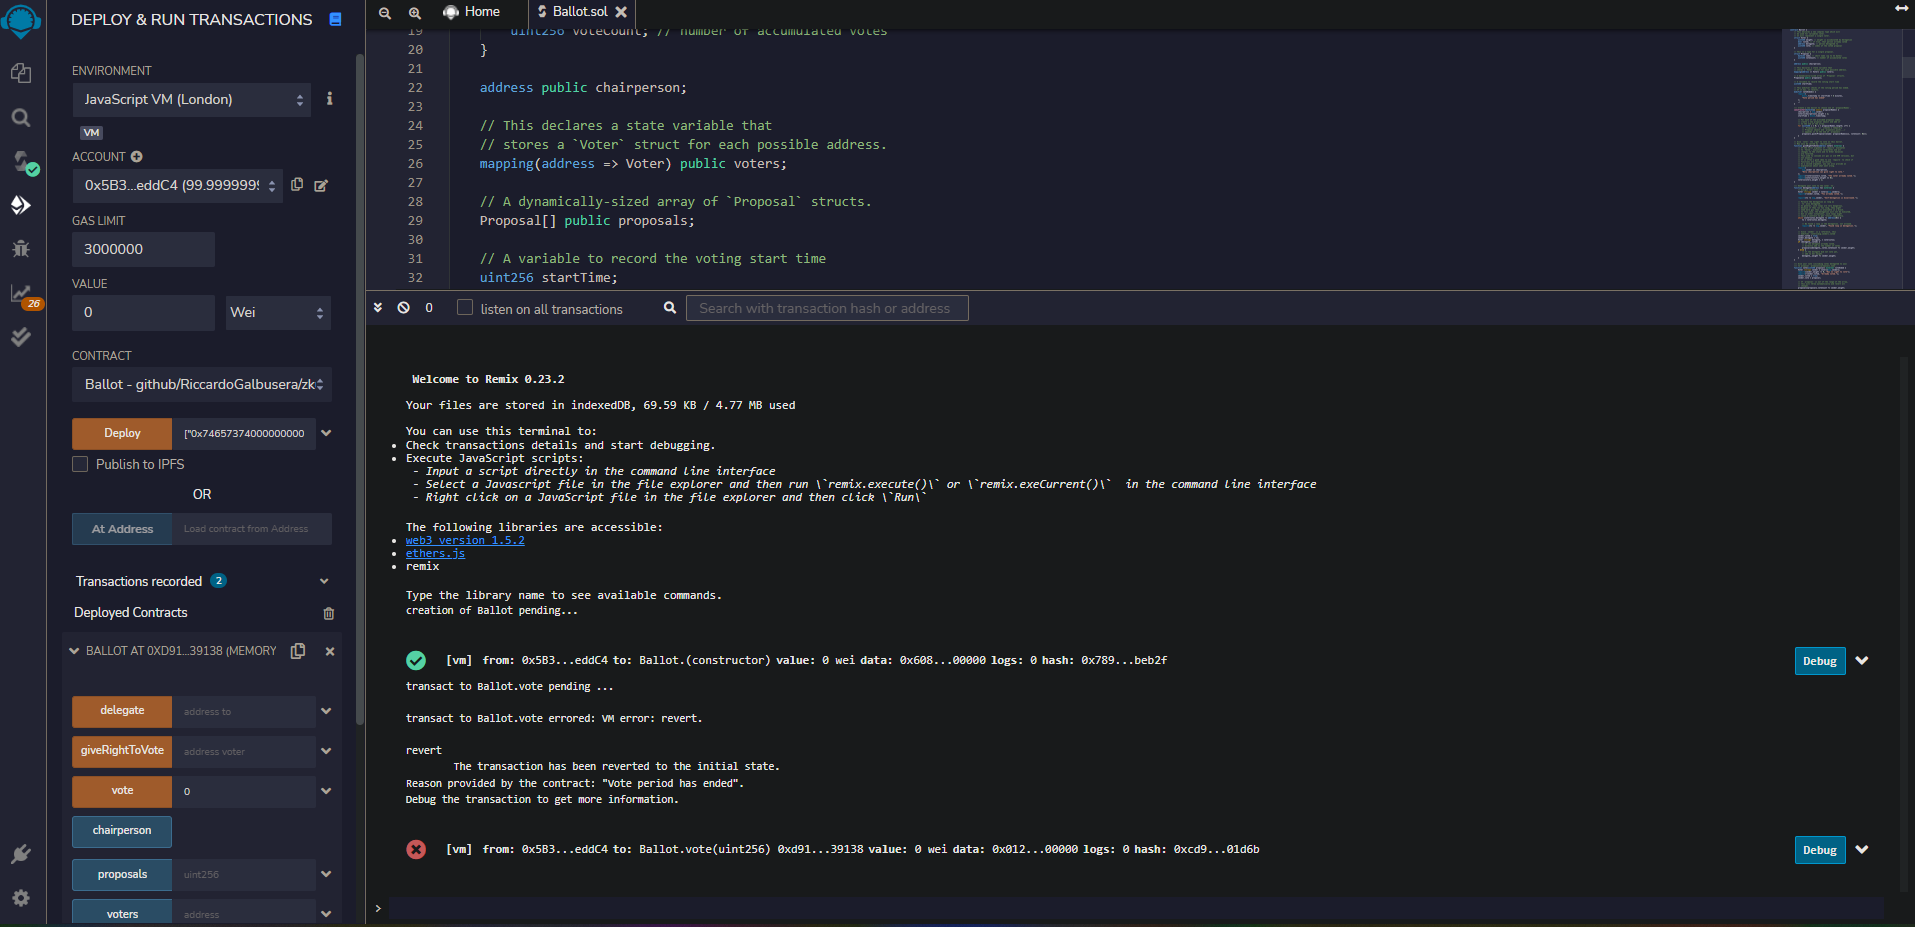 DEPLOY & RUN TRANSACTIONS
ENVIRONMENT
JavaScript VM (London)
VM
ACCOUNT
0x5B3...eddC4 (99.9999999
GAS LIMIT
3000000
VALUE
0
Wei
CONTRACT
Ballot - github/RiccardoGalbusera/zk
Deploy
["0x74657374000000000
Publish to IPFS
OR
At Address
Load contract from Address
Transactions recorded 2
Deployed Contracts
BALLOT AT 0XD91...39138 (MEMORY
delegate
address to
giveRightToVote
address voter
vote
0
chairperson
proposals
uint256
voters
address
26
Home
Ballot.sol
19 uint256 voteCount; // number of accumulated votes
20 }
21
22 address public chairperson;
23
24 // This declares a state variable that
25 // stores a `Voter` struct for each possible address.
26 mapping(address => Voter) public voters;
27
28 // A dynamically-sized array of `Proposal` structs.
29 Proposal[] public proposals;
30
31 // A variable to record the voting start time
32 uint256 startTime;
0
listen on all transactions
Search with transaction hash or address
Welcome to Remix 0.23.2
Your files are stored in indexedDB, 69.59 KB / 4.77 MB used
You can use this terminal to:
• Check transactions details and start debugging.
• Execute JavaScript scripts:
- Input a script directly in the command line interface
- Select a Javascript file in the file explorer and then run \`remix.execute()\` or \`remix.exeCurrent()\` in the command line interface
- Right click on a JavaScript file in the file explorer and then click \`Run\`
The following libraries are accessible:
• web3 version 1.5.2
• ethers.js
• remix
Type the library name to see available commands.
creation of Ballot pending...
[vm] from: 0x5B3...eddC4 to: Ballot.(constructor) value: 0 wei data: 0x608...00000 logs: 0 hash: 0x789...beb2f
Debug
transact to Ballot.vote pending ...
transact to Ballot.vote errored: VM error: revert.
revert
The transaction has been reverted to the initial state.
Reason provided by the contract: "Vote period has ended".
Debug the transaction to get more information.
[vm] from: 0x5B3...eddC4 to: Ballot.vote(uint256) 0xd91...39138 value: 0 wei data: 0x012...00000 logs: 0 hash: 0xcd9...01d6b
Debug
>